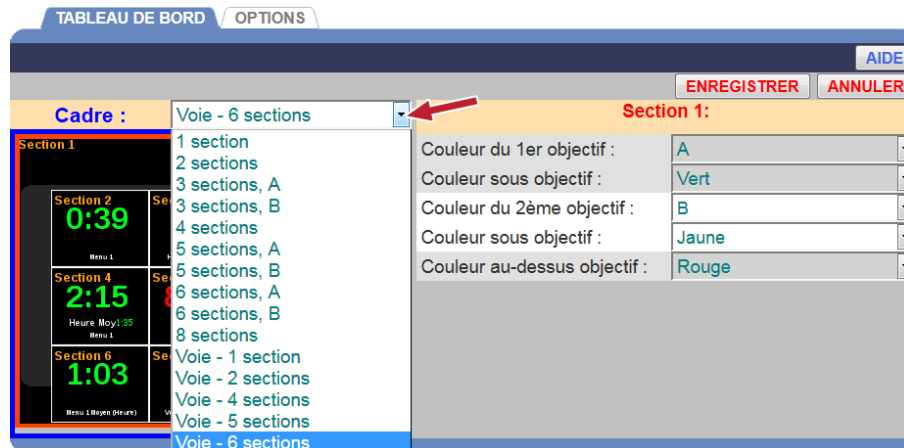 TABLEAU DE BORD OPTIONS
AIDE
ENREGISTRER ANNULER
Cadre : Voie - 6 sections Section 1:
Section 1
1 section
2 sections
3 sections, A
3 sections, B
4 sections
5 sections, A
5 sections, B
6 sections, A
6 sections, B
8 sections
Voie - 1 section
Voie - 2 sections
Voie - 4 sections
Voie - 5 sections
Voie - 6 sections
Section 2
0:39
Menu 1
Section 4
2:15
Heure Moy1:35
Menu 1
Section 6
1:03
Menu 1 Moyen (Heure)
Couleur du 1er objectif : A
Couleur sous objectif : Vert
Couleur du 2ème objectif : B
Couleur sous objectif : Jaune
Couleur au-dessus objectif : Rouge